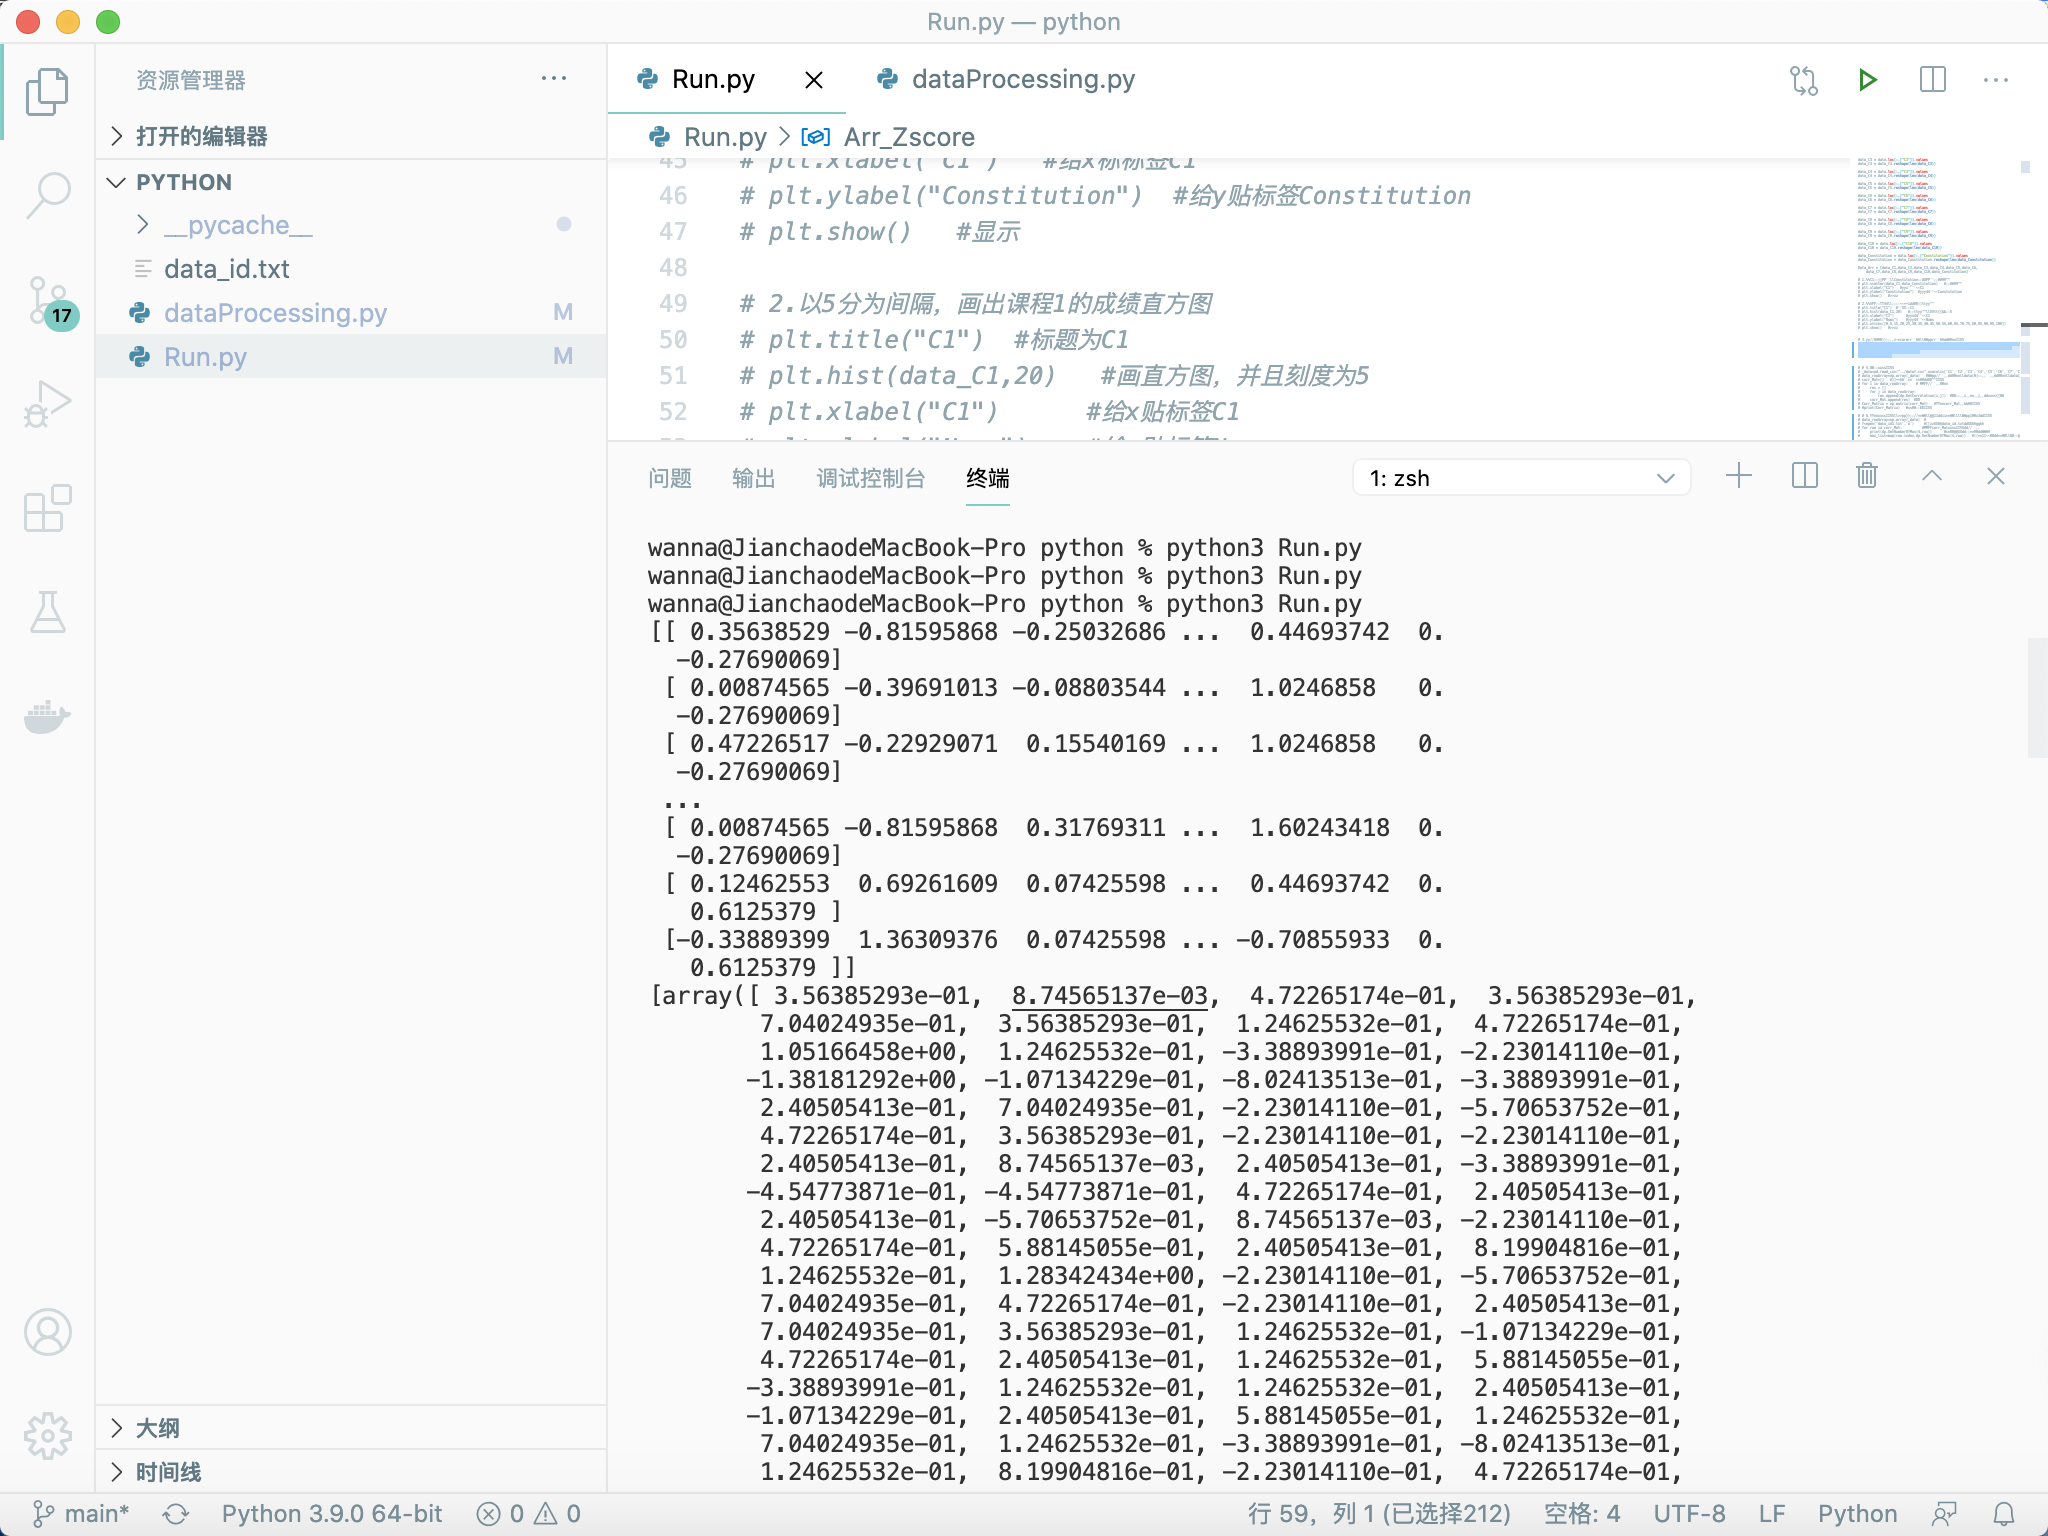 Run.py — python
资源管理器
打开的编辑器
PYTHON
__pycache__
data_id.txt
dataProcessing.py M
Run.py M
17
大纲
时间线
Run.py
dataProcessing.py
Run.py > Arr_Zscore
45 # plt.xlabel("C1") #给x标标签C1
46 # plt.ylabel("Constitution") #给y贴标签Constitution
47 # plt.show() #显示
48
49 # 2.以5分为间隔，画出课程1的成绩直方图
50 # plt.title("C1") #标题为C1
51 # plt.hist(data_C1,20) #画直方图，并且刻度为5
52 # plt.xlabel("C1") #给x贴标签C1
问题 输出 调试控制台 终端
1: zsh
wanna@JianchaodeMacBook-Pro python % python3 Run.py
wanna@JianchaodeMacBook-Pro python % python3 Run.py
wanna@JianchaodeMacBook-Pro python % python3 Run.py
[[ 0.35638529 -0.81595868 -0.25032686 ... 0.44693742 0.
-0.27690069]
[ 0.00874565 -0.39691013 -0.08803544 ... 1.0246858 0.
-0.27690069]
[ 0.47226517 -0.22929071 0.15540169 ... 1.0246858 0.
-0.27690069]
...
[ 0.00874565 -0.81595868 0.31769311 ... 1.60243418 0.
-0.27690069]
[ 0.12462553 0.69261609 0.07425598 ... 0.44693742 0.
0.6125379 ]
[-0.33889399 1.36309376 0.07425598 ... -0.70855933 0.
0.6125379 ]]
[array([ 3.56385293e-01, 8.74565137e-03, 4.72265174e-01, 3.56385293e-01,
7.04024935e-01, 3.56385293e-01, 1.24625532e-01, 4.72265174e-01,
1.05166458e+00, 1.24625532e-01, -3.38893991e-01, -2.23014110e-01,
-1.38181292e+00, -1.07134229e-01, -8.02413513e-01, -3.38893991e-01,
2.40505413e-01, 7.04024935e-01, -2.23014110e-01, -5.70653752e-01,
4.72265174e-01, 3.56385293e-01, -2.23014110e-01, -2.23014110e-01,
2.40505413e-01, 8.74565137e-03, 2.40505413e-01, -3.38893991e-01,
-4.54773871e-01, -4.54773871e-01, 4.72265174e-01, 2.40505413e-01,
2.40505413e-01, -5.70653752e-01, 8.74565137e-03, -2.23014110e-01,
4.72265174e-01, 5.88145055e-01, 2.40505413e-01, 8.19904816e-01,
1.24625532e-01, 1.28342434e+00, -2.23014110e-01, -5.70653752e-01,
7.04024935e-01, 4.72265174e-01, -2.23014110e-01, 2.40505413e-01,
7.04024935e-01, 3.56385293e-01, 1.24625532e-01, -1.07134229e-01,
4.72265174e-01, 2.40505413e-01, 1.24625532e-01, 5.88145055e-01,
-3.38893991e-01, 1.24625532e-01, 1.24625532e-01, 2.40505413e-01,
-1.07134229e-01, 2.40505413e-01, 5.88145055e-01, 1.24625532e-01,
7.04024935e-01, 1.24625532e-01, -3.38893991e-01, -8.02413513e-01,
1.24625532e-01, 8.19904816e-01, -2.23014110e-01, 4.72265174e-01,
main* Python 3.9.0 64-bit 0 0 行 59，列 1 (已选择212) 空格: 4 UTF-8 LF Python